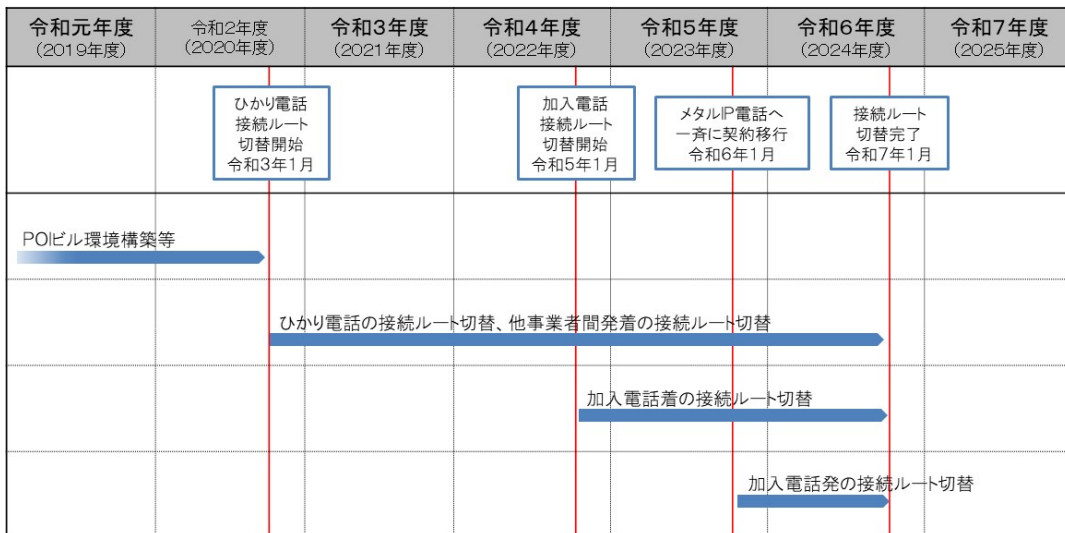 令和元年度
(2019年度)
令和2年度
(2020年度)
令和3年度
(2021年度)
令和4年度
(2022年度)
令和5年度
(2023年度)
令和6年度
(2024年度)
令和7年度
(2025年度)
ひかり電話
接続ルート
切替開始
令和3年1月
加入電話
接続ルート
切替開始
令和5年1月
メタルIP電話へ
一斉に契約移行
令和6年1月
接続ルート
切替完了
令和7年1月
POIビル環境構築等
ひかり電話の接続ルート切替、他事業者間発着の接続ルート切替
加入電話着の接続ルート切替
加入電話発の接続ルート切替